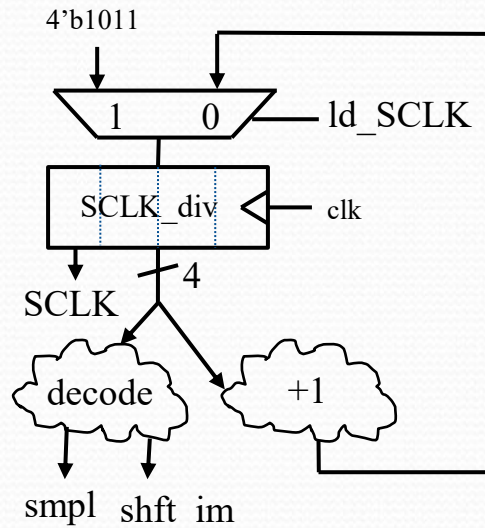 4’b1011
1 0
ld_SCLK
SCLK_div
clk
4
SCLK
decode
+1
smpl shft_im